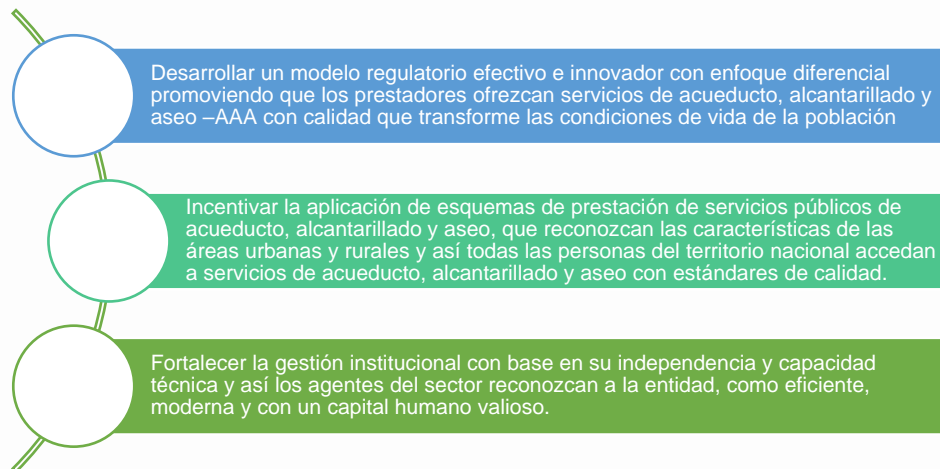 Desarrollar un modelo regulatorio efectivo e innovador con enfoque diferencial
promoviendo que los prestadores ofrezcan servicios de acueducto, alcantarillado y
aseo –AAA con calidad que transforme las condiciones de vida de la población
Incentivar la aplicación de esquemas de prestación de servicios públicos de
acueducto, alcantarillado y aseo, que reconozcan las características de las
áreas urbanas y rurales y así todas las personas del territorio nacional accedan
a servicios de acueducto, alcantarillado y aseo con estándares de calidad.
Fortalecer la gestión institucional con base en su independencia y capacidad
técnica y así los agentes del sector reconozcan a la entidad, como eficiente,
moderna y con un capital humano valioso.